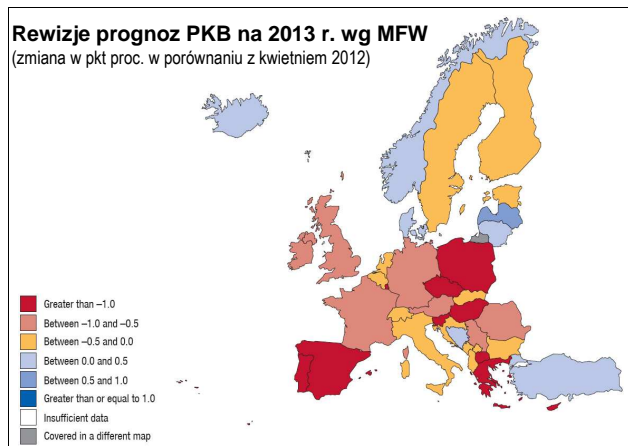 Rewizje prognoz PKB na 2013 r. wg MFW
(zmiana w pkt proc. w porównaniu z kwietniem 2012)
Greater than –1.0
Between –1.0 and –0.5
Between –0.5 and 0.0
Between 0.0 and 0.5
Between 0.5 and 1.0
Greater than or equal to 1.0
Insufficient data
Covered in a different map